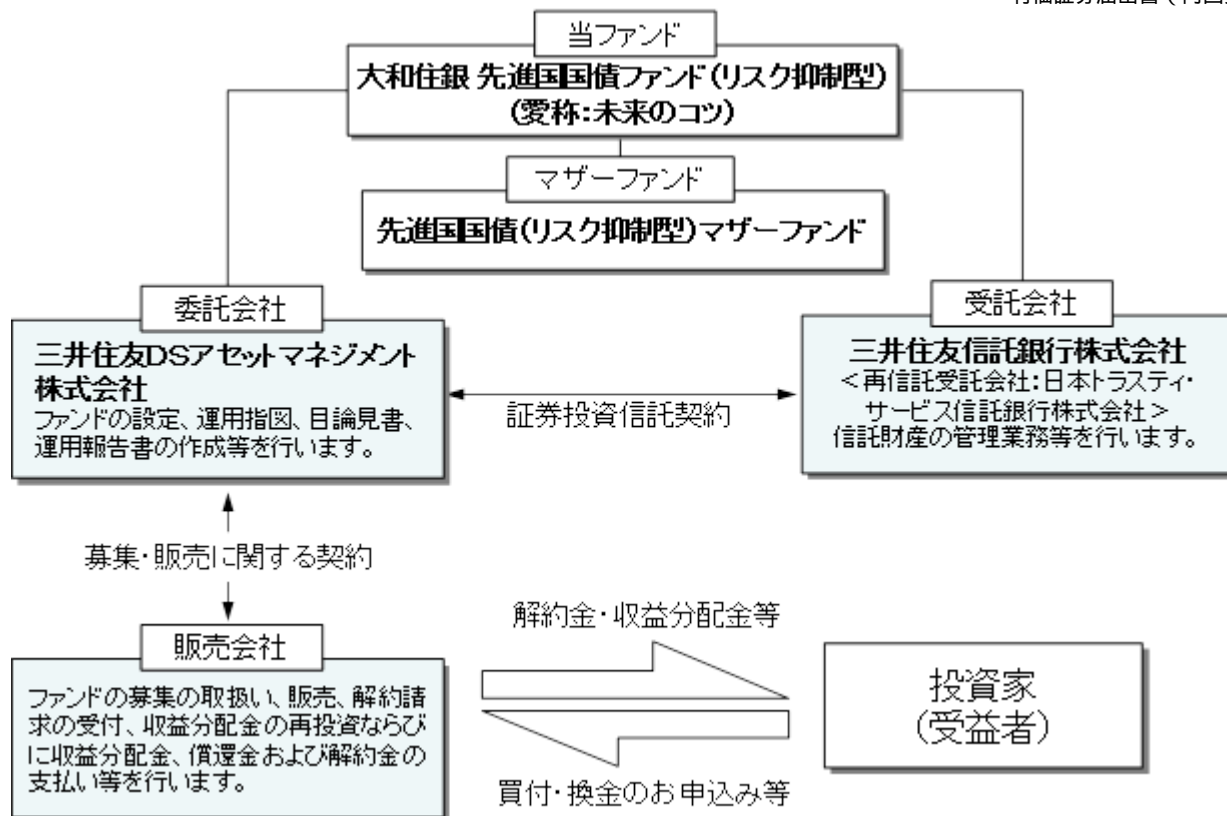 当ファンド
大和住銀 先進国国債ファンド(リスク抑制型)
(愛称:未来のコツ)
マザーファンド
先進国国債(リスク抑制型)マザーファンド
委託会社
三井住友DSアセットマネジメント
株式会社
ファンドの設定、運用指図、目論見書、
運用報告書の作成等を行います。
証券投資信託契約
受託会社
三井住友信託銀行株式会社
<再信託受託会社:日本トラスティ・
サービス信託銀行株式会社>
信託財産の管理業務等を行います。
募集・販売に関する契約
販売会社
ファンドの募集の取扱い、販売、解約請
求の受付、収益分配金の再投資ならび
に収益分配金、償還金および解約金の
支払い等を行います。
解約金・収益分配金等
買付・換金のお申込み等
投資家
(受益者)